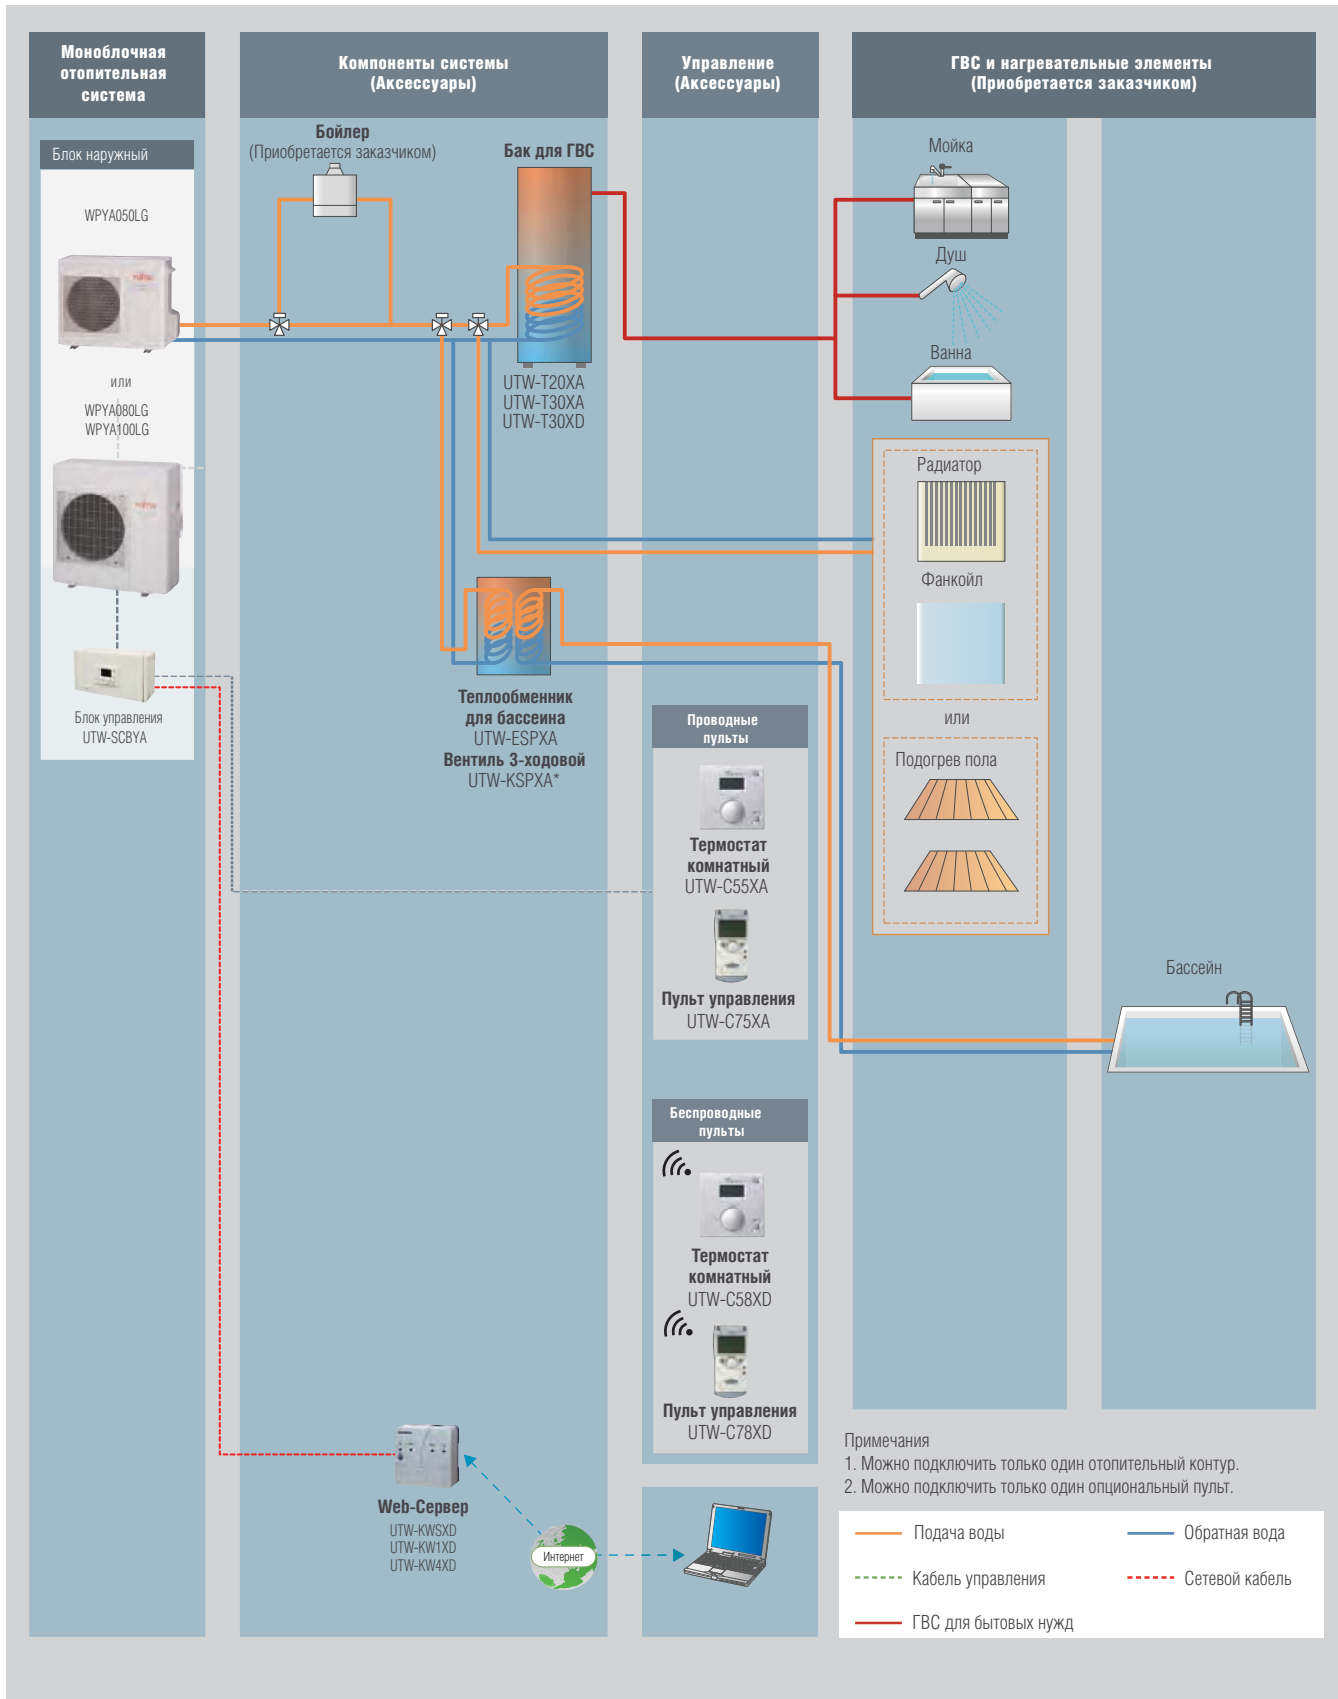 Моноблочная
отопительная
система
Компоненты системы
(Аксессуары)
Управление
(Аксессуары)
ГВС и нагревательные элементы
(Приобретается заказчиком)
Блок наружный
WPYA050LG
или
WPYA080LG
WPYA100LG
Блок управления
UTW-SCBYA
Бойлер
(Приобретается заказчиком)
Бак для ГВС
UTW-T20XA
UTW-T30XA
UTW-T30XD
Теплообменник
для бассеина
UTW-ESPXA
Вентиль 3-ходовой
UTW-KSPXA*
Web-Сервер
UTW-KWSXD
UTW-KW1XD
UTW-KW4XD
Интернет
Проводные
пульты
Термостат
комнатный
UTW-C55XA
Пульт управления
UTW-C75XA
Беспроводные
пульты
Термостат
комнатный
UTW-C58XD
Пульт управления
UTW-C78XD
Мойка
Душ
Ванна
Радиатор
Фанкойл
или
Подогрев пола
Бассейн
Примечания
1. Можно подключить только один отопительный контур.
2. Можно подключить только один опциональный пульт.
Подача воды
Обратная вода
Кабель управления
Сетевой кабель
ГВС для бытовых нужд